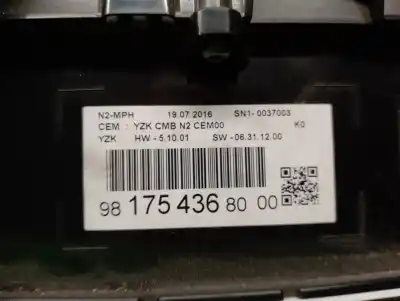 N2-MPH 19.07.2016 SN1-0037003
CEM : YZK CMB N2 CEM00 K0
YZK HW-5.10.01 SW-06.31.12.00
98 175 436 80 00